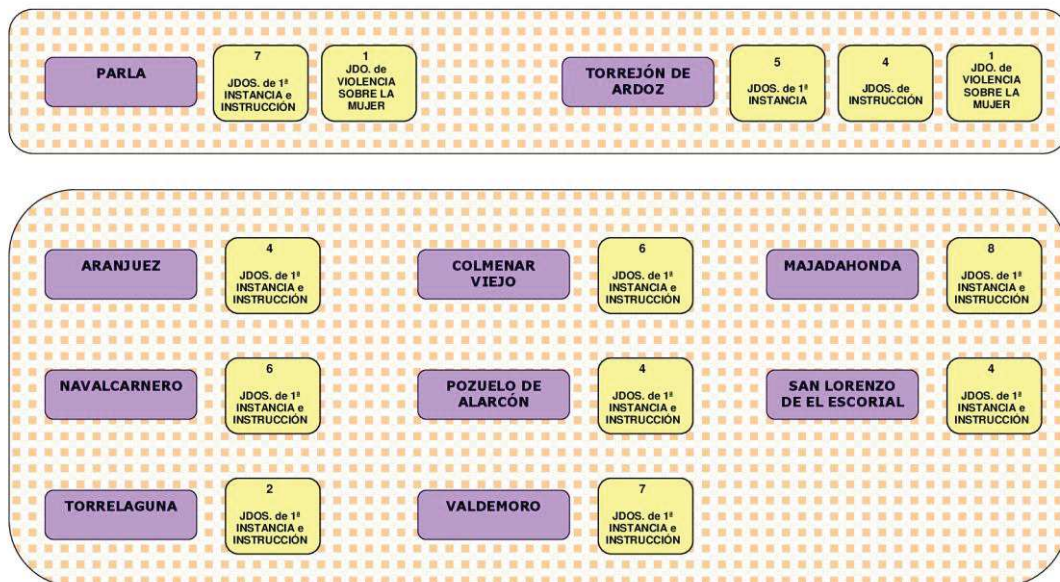 PARLA
7
JDOS. de 1ª
INSTANCIA e
INSTRUCCIÓN
1
JDO. de
VIOLENCIA
SOBRE LA
MUJER
TORREJÓN DE
ARDOZ
5
JDOS. de 1ª
INSTANCIA
4
JDOS. de
INSTRUCCIÓN
1
JDO. de
VIOLENCIA
SOBRE LA
MUJER
ARANJUEZ
4
JDOS. de 1ª
INSTANCIA e
INSTRUCCIÓN
COLMENAR
VIEJO
6
JDOS. de 1ª
INSTANCIA e
INSTRUCCIÓN
MAJADAHONDA
8
JDOS. de 1ª
INSTANCIA e
INSTRUCCIÓN
NAVALCARNERO
6
JDOS. de 1ª
INSTANCIA e
INSTRUCCIÓN
POZUELO DE
ALARCÓN
4
JDOS. de 1ª
INSTANCIA e
INSTRUCCIÓN
SAN LORENZO
DE EL ESCORIAL
4
JDOS. de 1ª
INSTANCIA e
INSTRUCCIÓN
TORRELAGUNA
2
JDOS. de 1ª
INSTANCIA e
INSTRUCCIÓN
VALDEMORO
7
JDOS. de 1ª
INSTANCIA e
INSTRUCCIÓN